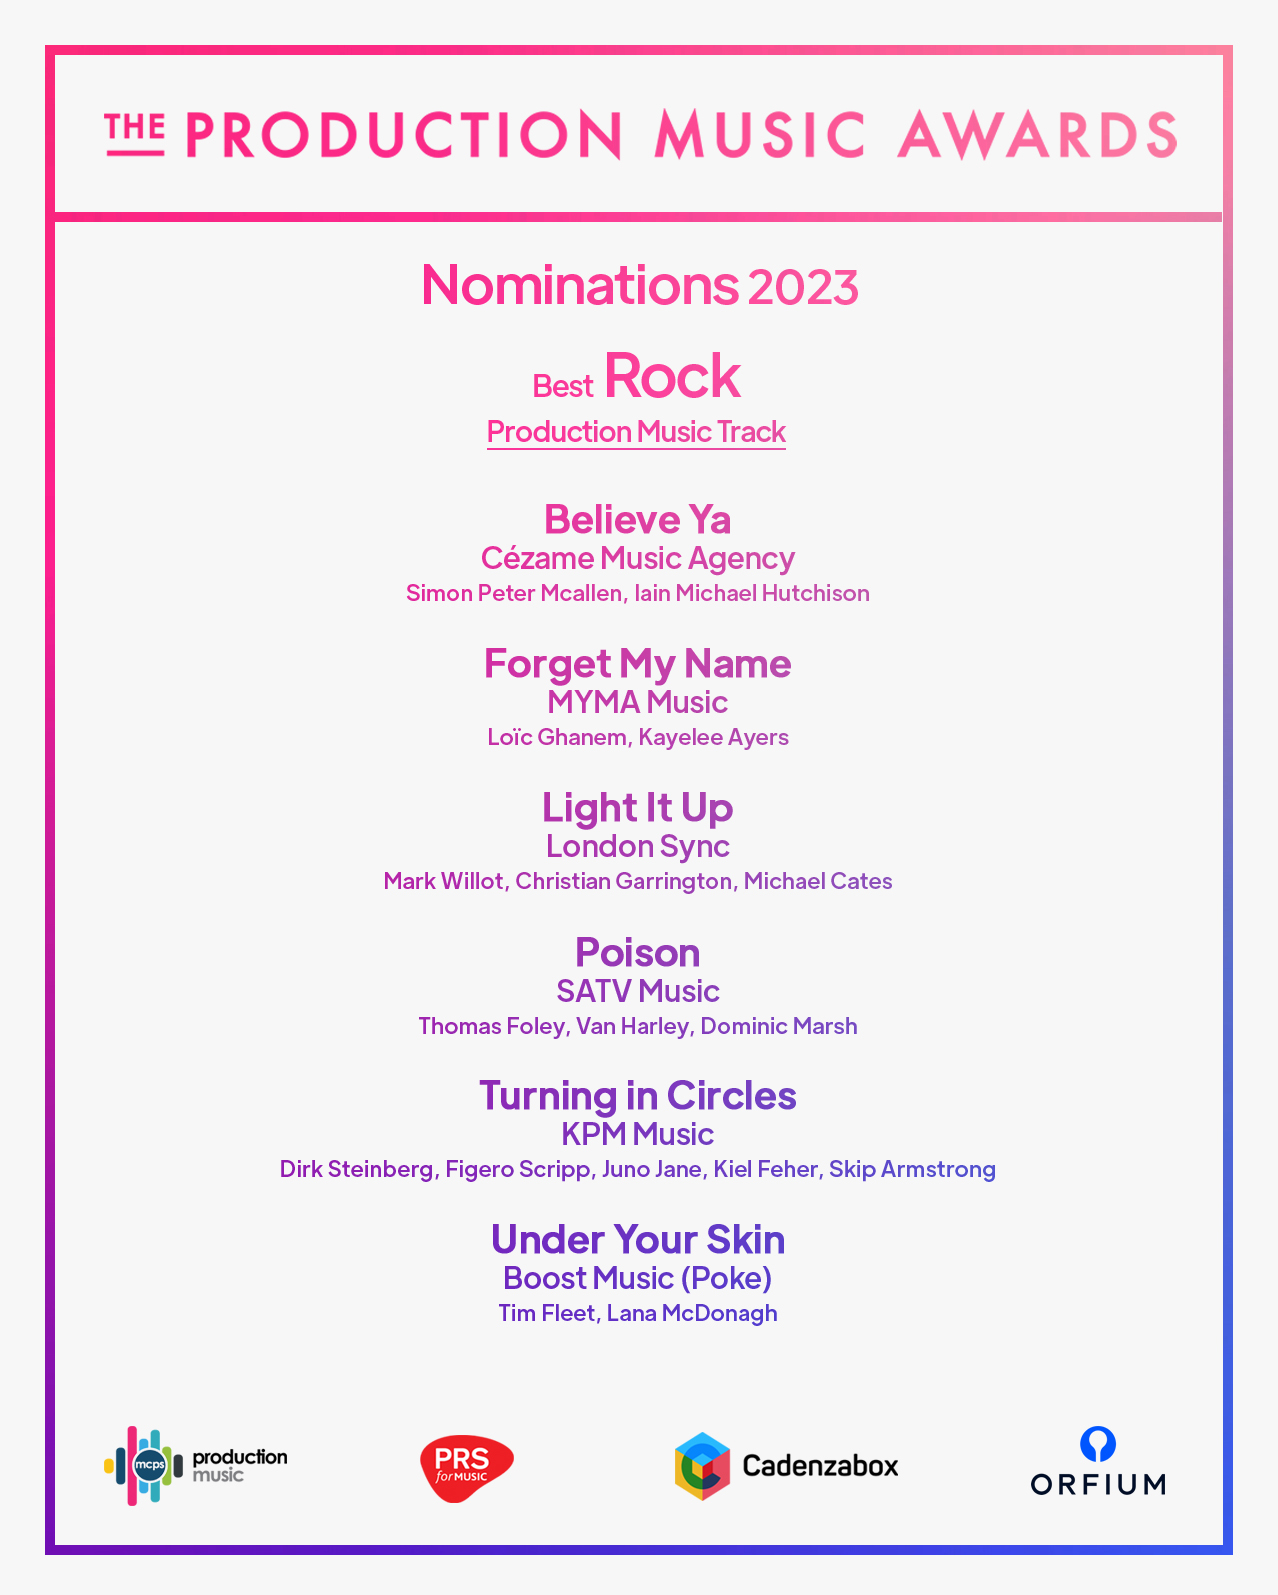 THE PRODUCTION MUSIC AWARDS
Nominations 2023
Best Rock
Production Music Track
Believe Ya
Cézame Music Agency
Simon Peter Mcallen, Iain Michael Hutchison
Forget My Name
MYMA Music
Loïc Ghanem, Kayelee Ayers
Light It Up
London Sync
Mark Willot, Christian Garrington, Michael Cates
Poison
SATV Music
Thomas Foley, Van Harley, Dominic Marsh
Turning in Circles
KPM Music
Dirk Steinberg, Figero Scripp, Juno Jane, Kiel Feher, Skip Armstrong
Under Your Skin
Boost Music (Poke)
Tim Fleet, Lana McDonagh
mcps production
music
PRS
for MUSIC
Cadenzabox
ORFIUM